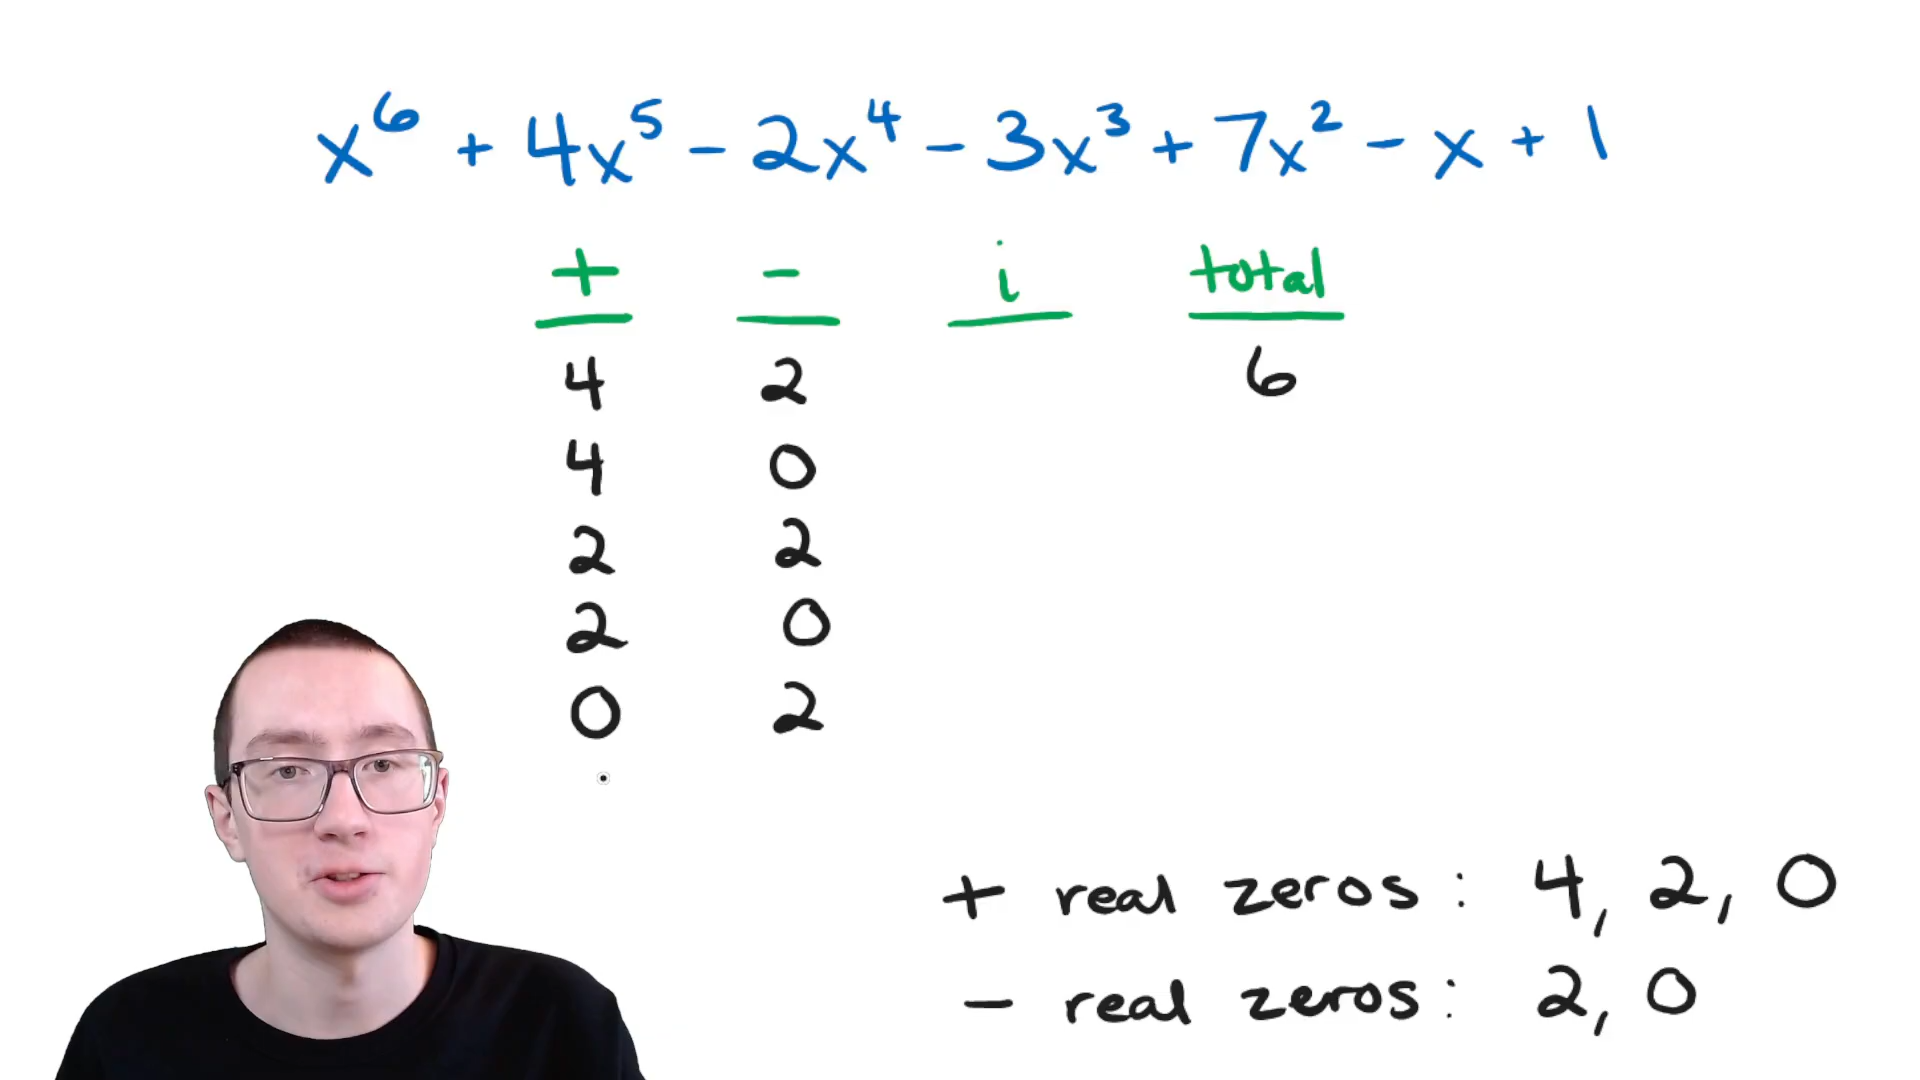 x⁶ + 4x⁵ - 2x⁴ - 3x³ + 7x² - x + 1
+ - i total
4 2 6
4 0
2 2
2 0
0 2
+ real zeros: 4, 2, 0
- real zeros: 2, 0